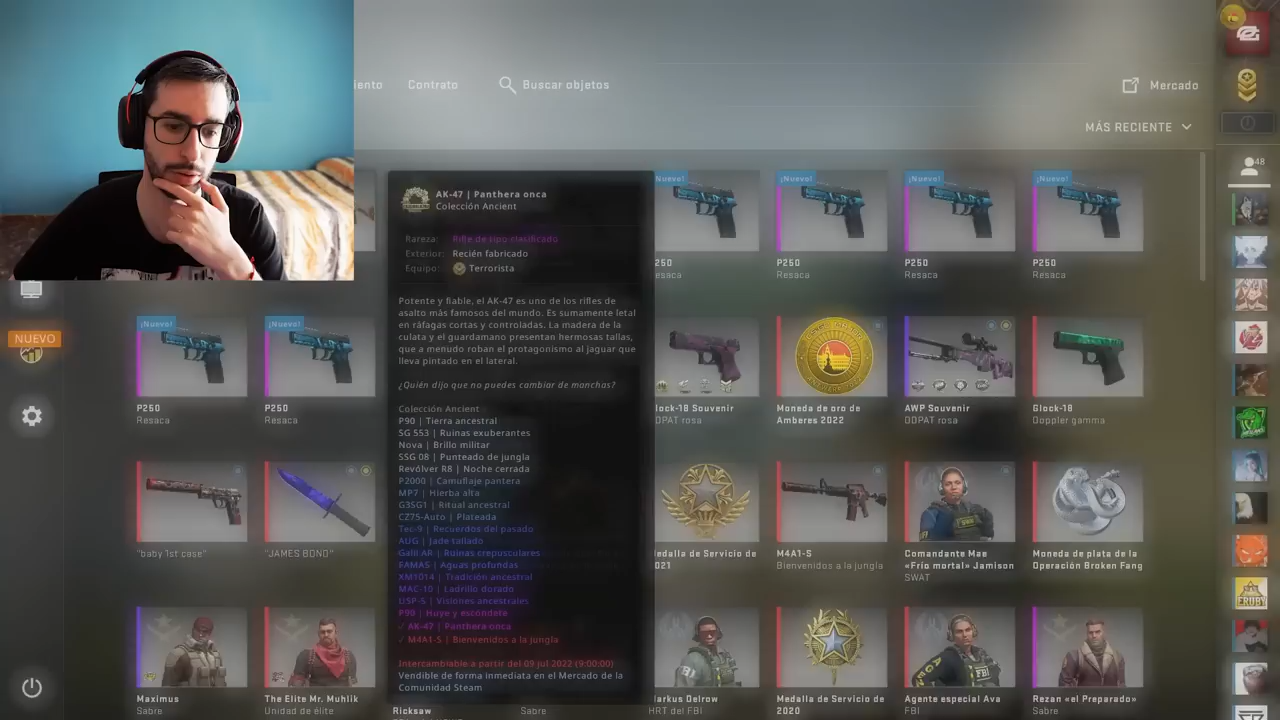 iento
Contrato
Buscar objetos
Mercado
MÁS RECIENTE
48
NUEVO
AK-47 | Panthera onca
Colección Ancient
Rareza: Rifle de tipo clasificado
Exterior: Recién fabricado
Equipo: Terrorista
Potente y fiable, el AK-47 es uno de los rifles de
asalto más famosos del mundo. Es sumamente letal
en ráfagas cortas y controladas. La madera de la
culata y el guardamano presentan hermosas tallas,
que a menudo roban el protagonismo al jaguar que
lleva pintado en el lateral.
¿Quién dijo que no puedes cambiar de manchas?
Colección Ancient
P90 | Tierra ancestral
SG 553 | Ruinas exuberantes
Nova | Brillo militar
SSG 08 | Punteado de jungla
Revólver R8 | Noche cerrada
P2000 | Camuflaje pantera
MP7 | Hierba alta
G3SG1 | Ritual ancestral
CZ75-Auto | Plateada
Tec-9 | Recuerdos del pasado
AUG | Jade tallado
Galil AR | Ruinas crepusculares
FAMAS | Aguas profundas
XM1014 | Tradición ancestral
MAC-10 | Ladrillo dorado
USP-S | Visiones ancestrales
P90 | Huye y escóndete
✓ AK-47 | Panthera onca
✓ M4A1-S | Bienvenidos a la jungla
Intercambiable a partir del 09 jul 2022 (9:00:00)
Vendible de forma inmediata en el Mercado de la
Comunidad Steam
¡Nuevo!
250
Resaca
¡Nuevo!
P250
Resaca
¡Nuevo!
P250
Resaca
¡Nuevo!
P250
Resaca
¡Nuevo!
P250
Resaca
¡Nuevo!
P250
Resaca
lock-18 Souvenir
DDPAT rosa
Moneda de oro de
Amberes 2022
AWP Souvenir
DDPAT rosa
Glock-18
Doppler gamma
"baby 1st case"
"JAMES BOND"
Medalla de Servicio de
2021
M4A1-S
Bienvenidos a la jungla
Comandante Mae
«Frío mortal» Jamison
SWAT
Moneda de plata de la
Operación Broken Fang
Maximus
Sabre
The Elite Mr. Muhlik
Unidad de élite
Ricksaw
Sabre
Markus Delrow
HRT del FBI
Medalla de Servicio de
2020
Agente especial Ava
FBI
Rezan «el Preparado»
Sabre